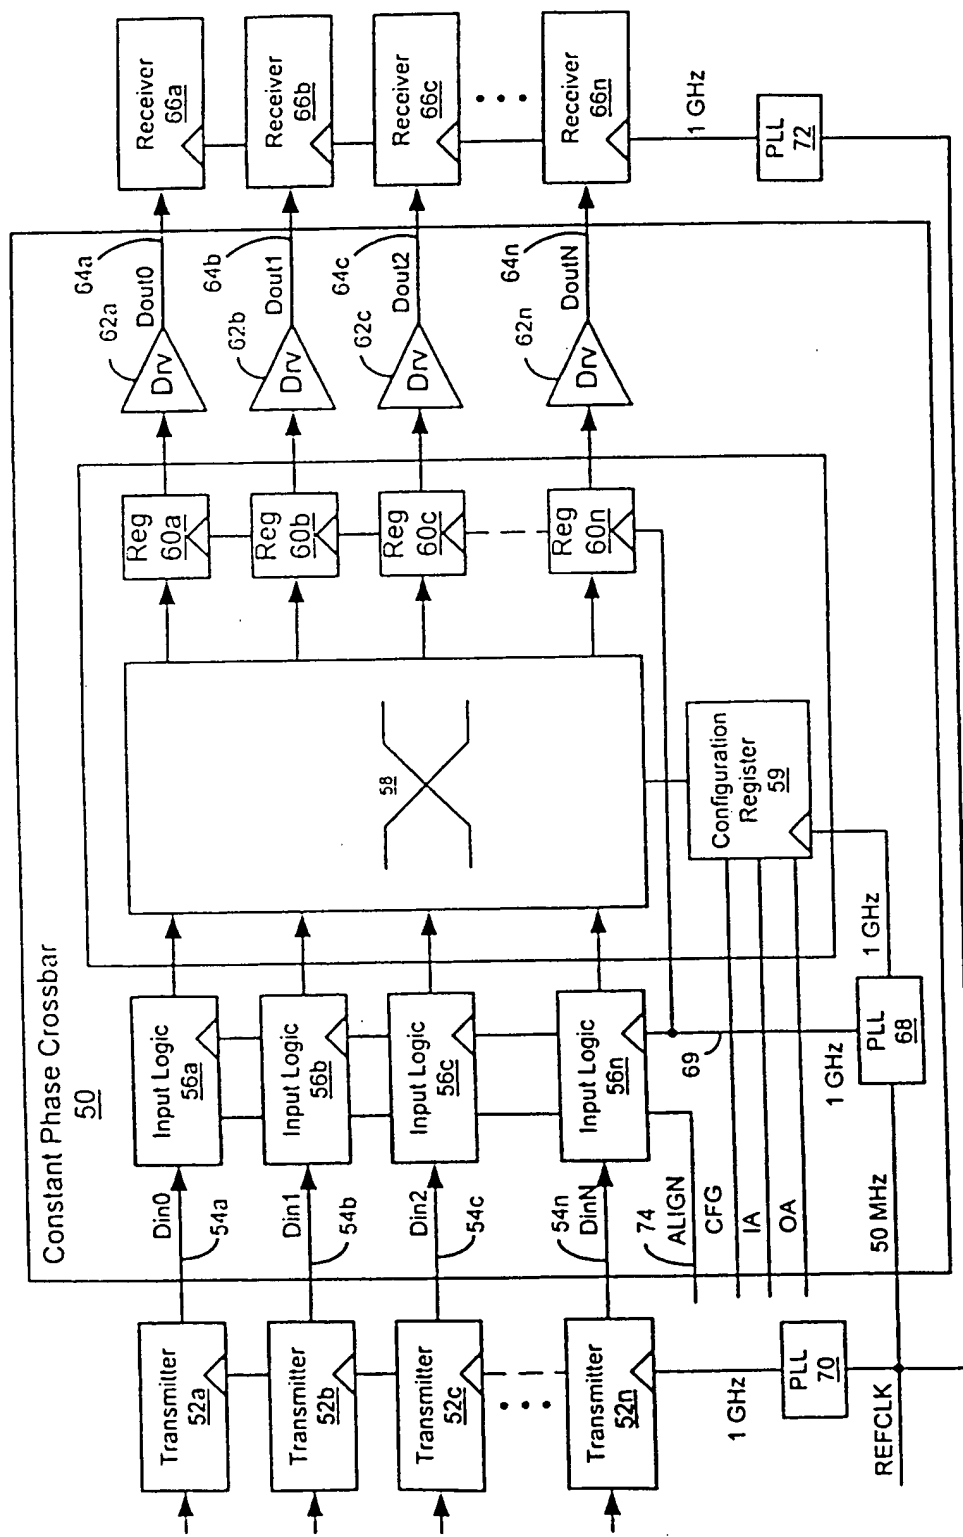 Constant Phase Crossbar
50
Transmitter
52a
Din0
54a
Input Logic
56a
Reg
60a
Drv
62a
Dout0
64a
Receiver
66a
Transmitter
52b
Din1
54b
Input Logic
56b
Reg
60b
Drv
62b
Dout1
64b
Receiver
66b
Transmitter
52c
Din2
54c
Input Logic
56c
58
Reg
60c
Drv
62c
Dout2
64c
Receiver
66c
Transmitter
52n
54n
DinN
Input Logic
56n
Reg
60n
Drv
62n
DoutN
64n
Receiver
66n
74
ALIGN
CFG
IA
OA
69
Configuration
Register
59
1 GHz
PLL
70
1 GHz
PLL
68
1 GHz
1 GHz
PLL
72
50 MHz
REFCLK